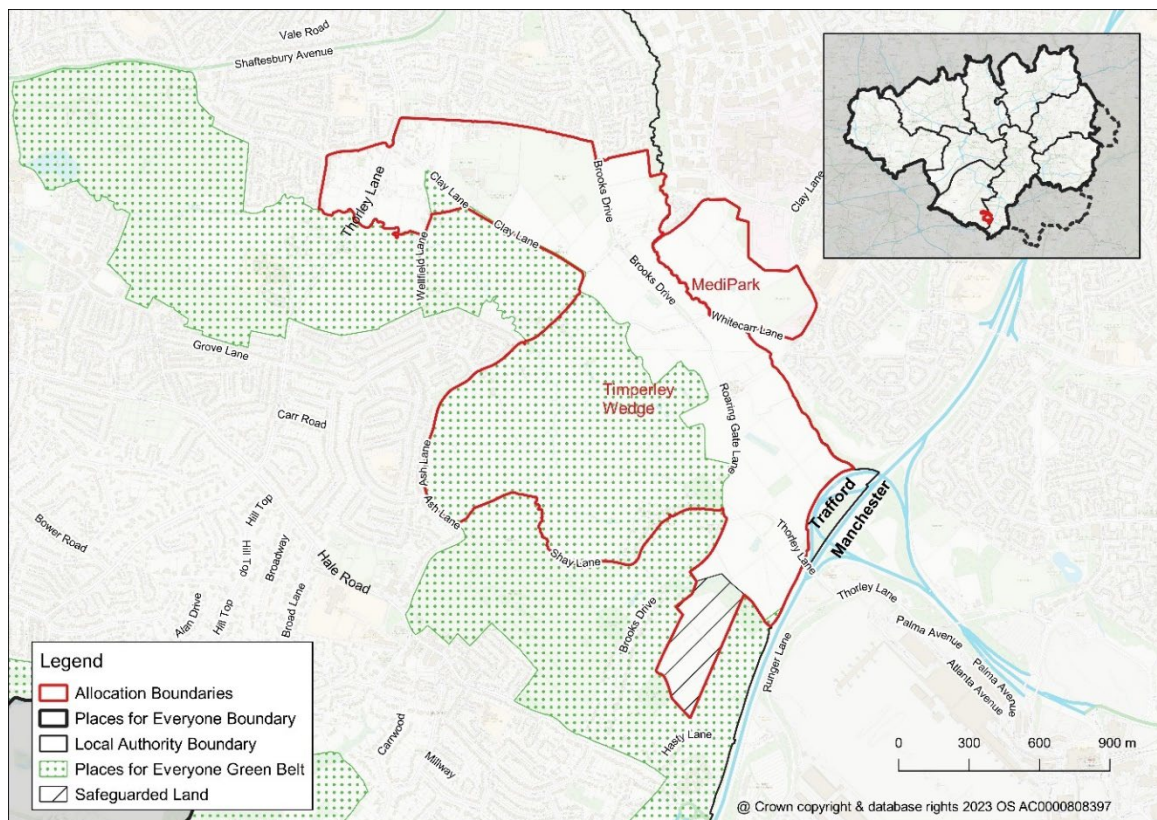 Vale Road
Shaftesbury Avenue
Thorley Lane
Clay Lane
Clay Lane
Wellfield Lane
Brooks Drive
Brooks Drive
Clay Lane
MediPark
Whitecarr Lane
Grove Lane
Timperley
Wedge
Roaring Gate Lane
Carr Road
Ash Lane
Ash Lane
Hill Top
Bower Road
Hill Top
Broadway
Hale Road
Alan Drive
Hill Top
Broad Lane
Shay Lane
Trafford
Manchester
Thorley Lane
Thorley Lane
Brooks Drive
Runger Lane
Palma Avenue
Palma Avenue
Atlanta Avenue
Hasty Lane
Carrwood
Millway
Legend
Allocation Boundaries
Places for Everyone Boundary
Local Authority Boundary
Places for Everyone Green Belt
Safeguarded Land
0 300 600 900 m
@ Crown copyright & database rights 2023 OS AC0000808397